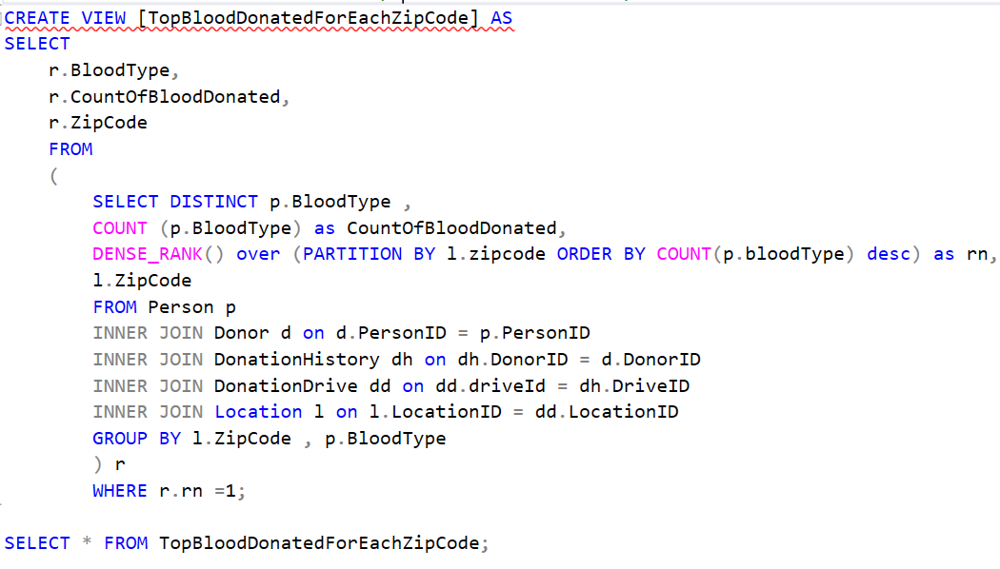 CREATE VIEW [TopBloodDonatedForEachZipCode] AS
SELECT
    r.BloodType,
    r.CountOfBloodDonated,
    r.ZipCode
    FROM
    (
        SELECT DISTINCT p.BloodType ,
        COUNT (p.BloodType) as CountOfBloodDonated,
        DENSE_RANK() over (PARTITION BY l.zipcode ORDER BY COUNT(p.bloodType) desc) as rn,
        l.ZipCode
        FROM Person p
        INNER JOIN Donor d on d.PersonID = p.PersonID
        INNER JOIN DonationHistory dh on dh.DonorID = d.DonorID
        INNER JOIN DonationDrive dd on dd.driveId = dh.DriveID
        INNER JOIN Location l on l.LocationID = dd.LocationID
        GROUP BY l.ZipCode , p.BloodType
        ) r
        WHERE r.rn =1;

SELECT * FROM TopBloodDonatedForEachZipCode;